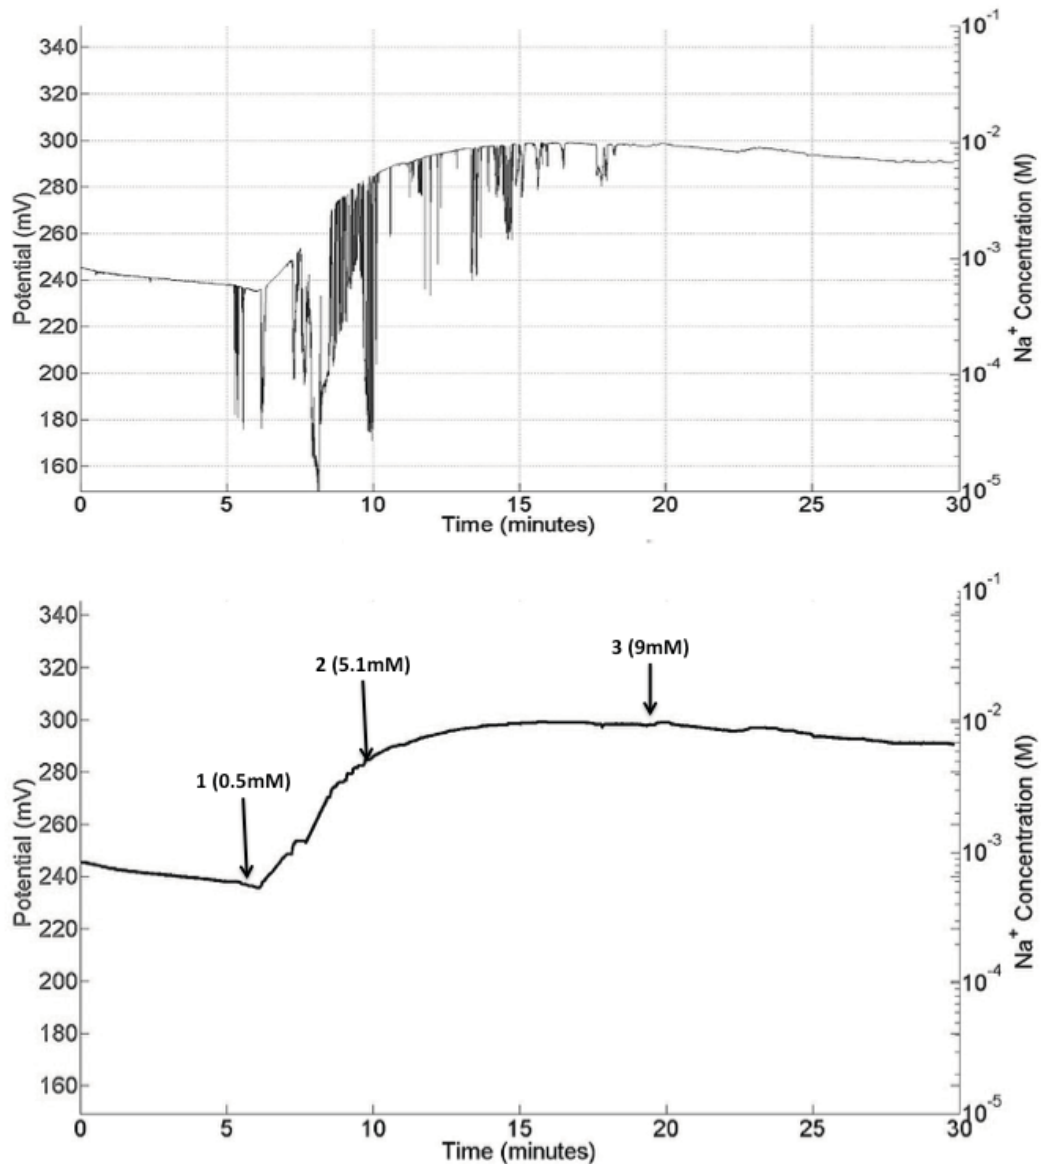 340
320
300
280
260
240
220
200
180
160
Potential (mV)
10-1
10-2
10-3
10-4
10-5
Na+ Concentration (M)
0 5 10 15 20 25 30
Time (minutes)
340
320
300
280
260
240
220
200
180
160
Potential (mV)
1 (0.5mM)
2 (5.1mM)
3 (9mM)
10-1
10-2
10-3
10-4
10-5
Na+ Concentration (M)
0 5 10 15 20 25 30
Time (minutes)